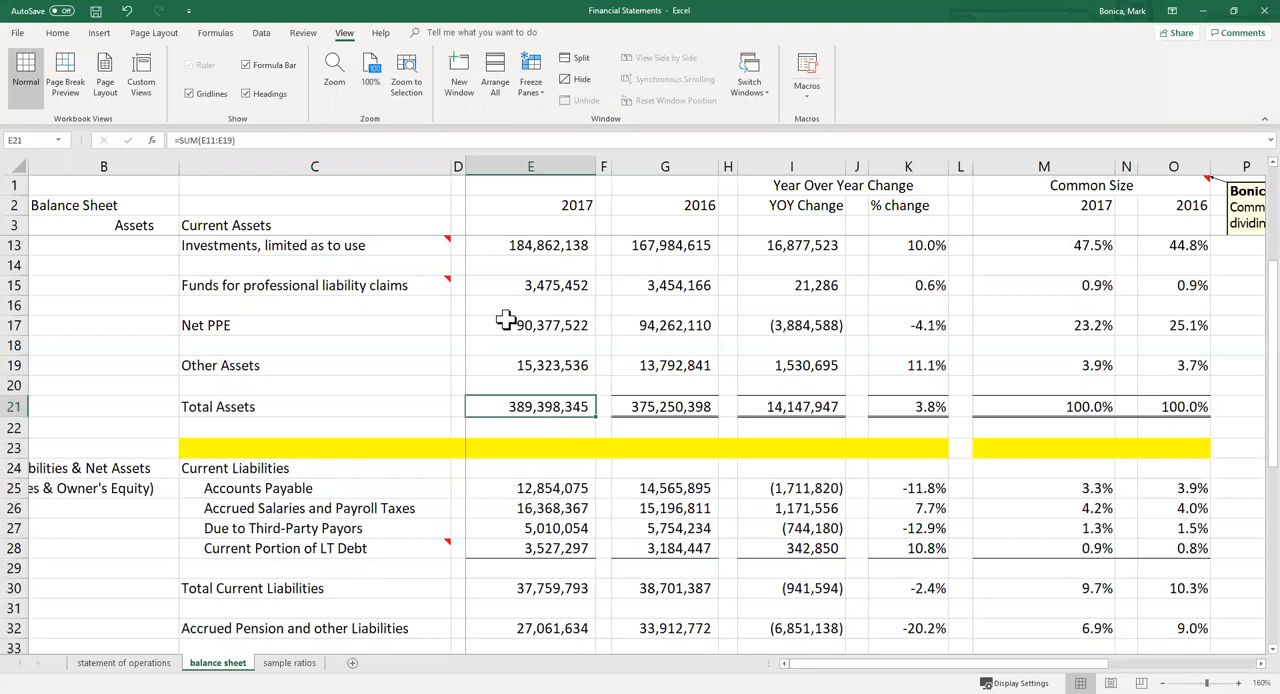 AutoSave Off Financial Statements - Excel Bonica, Mark
File Home Insert Page Layout Formulas Data Review View Help Tell me what you want to do Share Comments
Normal Page Break Preview Page Layout Custom Views Ruler Formula Bar Gridlines Headings Zoom 100% Zoom to Selection New Window Arrange All Freeze Panes Split Hide Unhide View Side by Side Synchronous Scrolling Reset Window Position Switch Windows Macros
Workbook Views Show Zoom Window Macros
E21 fx =SUM(E11:E19)
B C D E F G H I J K L M N O P
1 Year Over Year Change Common Size Bonic
2 Balance Sheet 2017 2016 YOY Change % change 2017 2016 Comm
3 Assets Current Assets dividin
13 Investments, limited as to use 184,862,138 167,984,615 16,877,523 10.0% 47.5% 44.8%
14
15 Funds for professional liability claims 3,475,452 3,454,166 21,286 0.6% 0.9% 0.9%
16
17 Net PPE 90,377,522 94,262,110 (3,884,588) -4.1% 23.2% 25.1%
18
19 Other Assets 15,323,536 13,792,841 1,530,695 11.1% 3.9% 3.7%
20
21 Total Assets 389,398,345 375,250,398 14,147,947 3.8% 100.0% 100.0%
22
23
24 bilities & Net Assets Current Liabilities
25 es & Owner's Equity) Accounts Payable 12,854,075 14,565,895 (1,711,820) -11.8% 3.3% 3.9%
26 Accrued Salaries and Payroll Taxes 16,368,367 15,196,811 1,171,556 7.7% 4.2% 4.0%
27 Due to Third-Party Payors 5,010,054 5,754,234 (744,180) -12.9% 1.3% 1.5%
28 Current Portion of LT Debt 3,527,297 3,184,447 342,850 10.8% 0.9% 0.8%
29
30 Total Current Liabilities 37,759,793 38,701,387 (941,594) -2.4% 9.7% 10.3%
31
32 Accrued Pension and other Liabilities 27,061,634 33,912,772 (6,851,138) -20.2% 6.9% 9.0%
33
statement of operations balance sheet sample ratios
Display Settings 160%